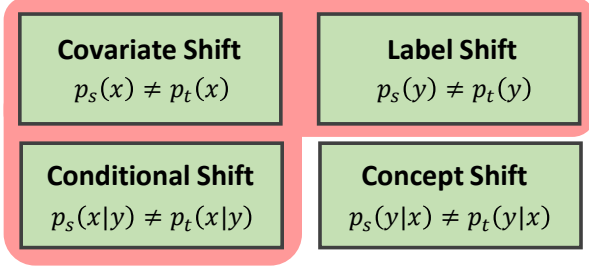 Covariate Shift
pₛ(x) ≠ pₜ(x)
Label Shift
pₛ(y) ≠ pₜ(y)
Conditional Shift
pₛ(x|y) ≠ pₜ(x|y)
Concept Shift
pₛ(y|x) ≠ pₜ(y|x)